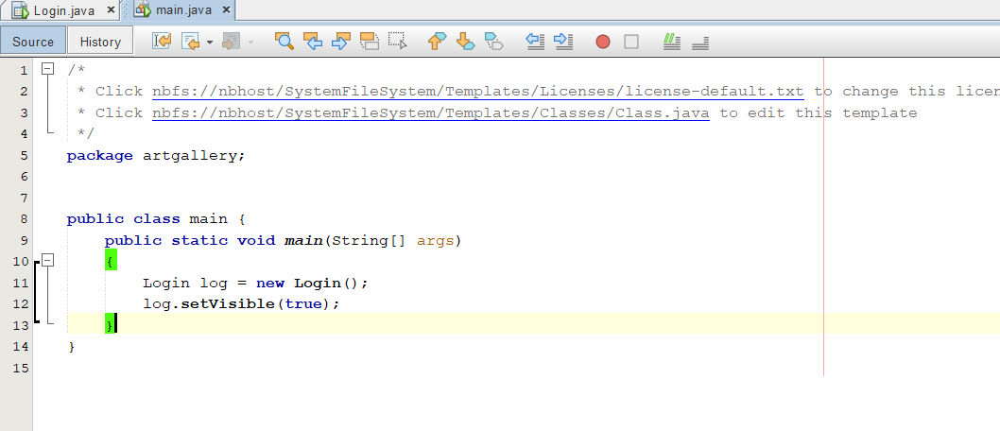 Login.java × main.java ×
Source History
1 /*
2  * Click nbfs://nbhost/SystemFileSystem/Templates/Licenses/license-default.txt to change this licen
3  * Click nbfs://nbhost/SystemFileSystem/Templates/Classes/Class.java to edit this template
4  */
5 package artgallery;
6
7
8 public class main {
9     public static void main(String[] args)
10     {
11         Login log = new Login();
12         log.setVisible(true);
13     }
14 }
15